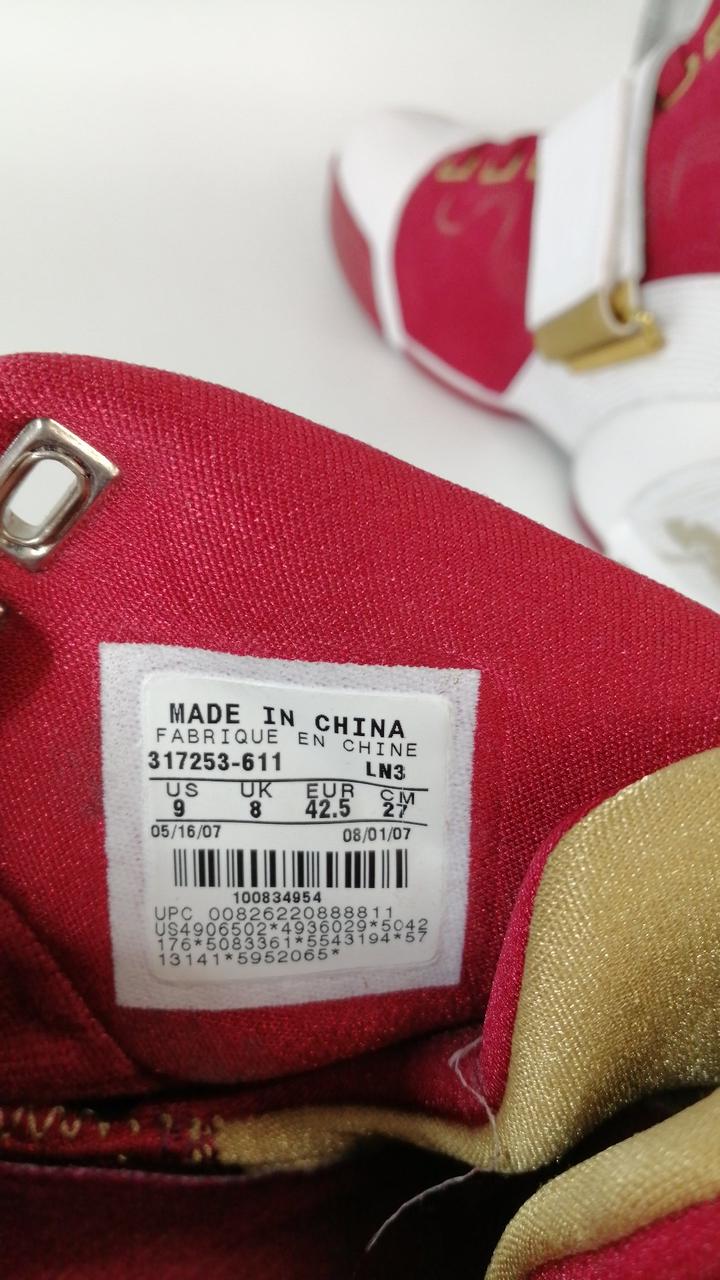 MADE IN CHINA
FABRIQUE EN CHINE
317253-611 LN3
US UK EUR CM
9 8 42.5 27
05/16/07 08/01/07
100834954
UPC 00826220888811
US4906502*4936029*5042
176*5083361*5543194*57
13141*5952065*